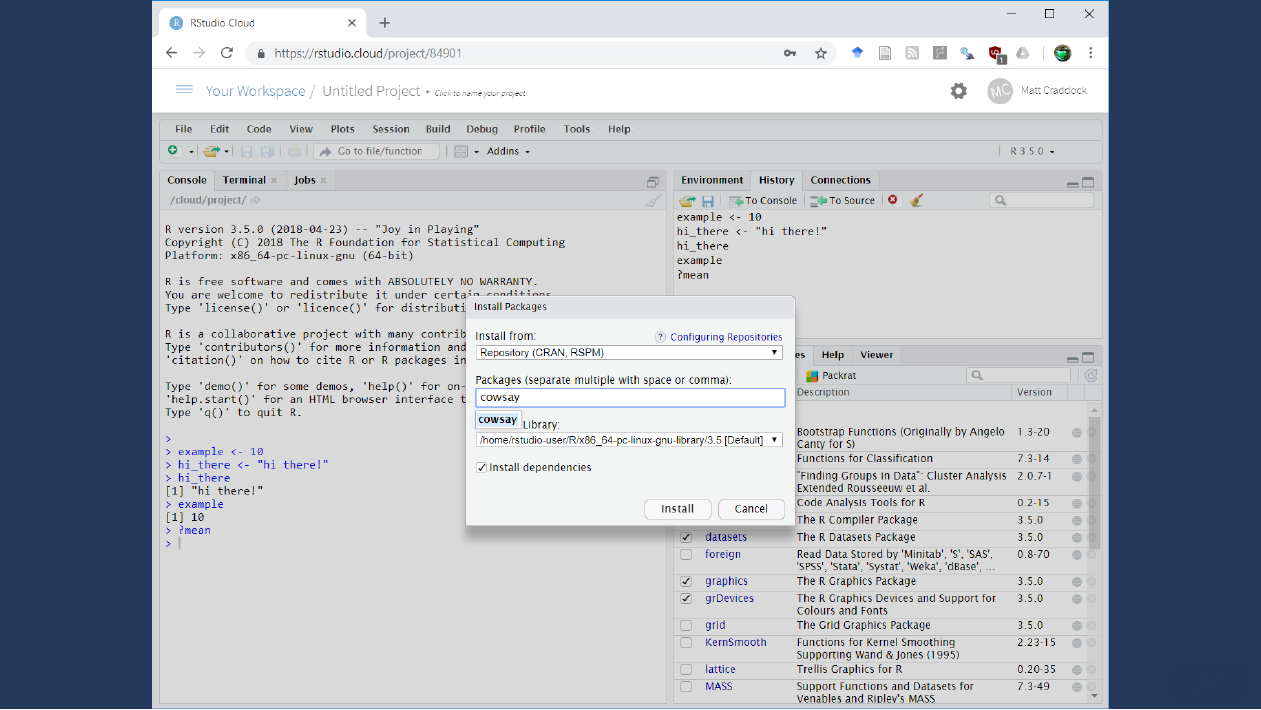 RStudio Cloud
https://rstudio.cloud/project/84901
1
Your Workspace / Untitled Project ← Click to name your project
MC Matt Craddock
File Edit Code View Plots Session Build Debug Profile Tools Help
Go to file/function Addins R 3.5.0
Console Terminal Jobs
/cloud/project/
R version 3.5.0 (2018-04-23) -- "Joy in Playing"
Copyright (C) 2018 The R Foundation for Statistical Computing
Platform: x86_64-pc-linux-gnu (64-bit)
R is free software and comes with ABSOLUTELY NO WARRANTY.
You are welcome to redistribute it under certain conditions.
Type 'license()' or 'licence()' for distributi
R is a collaborative project with many contrib
Type 'contributors()' for more information and
'citation()' on how to cite R or R packages in
Type 'demo()' for some demos, 'help()' for on-
'help.start()' for an HTML browser interface t
Type 'q()' to quit R.
>
> example <- 10
> hi_there <- "hi there!"
> hi_there
[1] "hi there!"
> example
[1] 10
> ?mean
>
Environment History Connections
To Console To Source
example <- 10
hi_there <- "hi there!"
hi_there
example
?mean
Install Packages
Install from: ? Configuring Repositories
Repository (CRAN, RSPM)
Packages (separate multiple with space or comma):
cowsay
cowsay Library:
/home/rstudio-user/R/x86_64-pc-linux-gnu-library/3.5 [Default]
Install dependencies
Install Cancel
es Help Viewer
Packrat
Description Version
Bootstrap Functions (Originally by Angelo 1.3-20
Canty for S)
Functions for Classification 7.3-14
"Finding Groups in Data": Cluster Analysis 2.0.7-1
Extended Rousseeuw et al.
Code Analysis Tools for R 0.2-15
The R Compiler Package 3.5.0
datasets The R Datasets Package 3.5.0
foreign Read Data Stored by 'Minitab', 'S', 'SAS', 0.8-70
'SPSS', 'Stata', 'Systat', 'Weka', 'dBase', ...
graphics The R Graphics Package 3.5.0
grDevices The R Graphics Devices and Support for 3.5.0
Colours and Fonts
grid The Grid Graphics Package 3.5.0
KernSmooth Functions for Kernel Smoothing 2.23-15
Supporting Wand & Jones (1995)
lattice Trellis Graphics for R 0.20-35
MASS Support Functions and Datasets for 7.3-49
Venables and Ripley's MASS